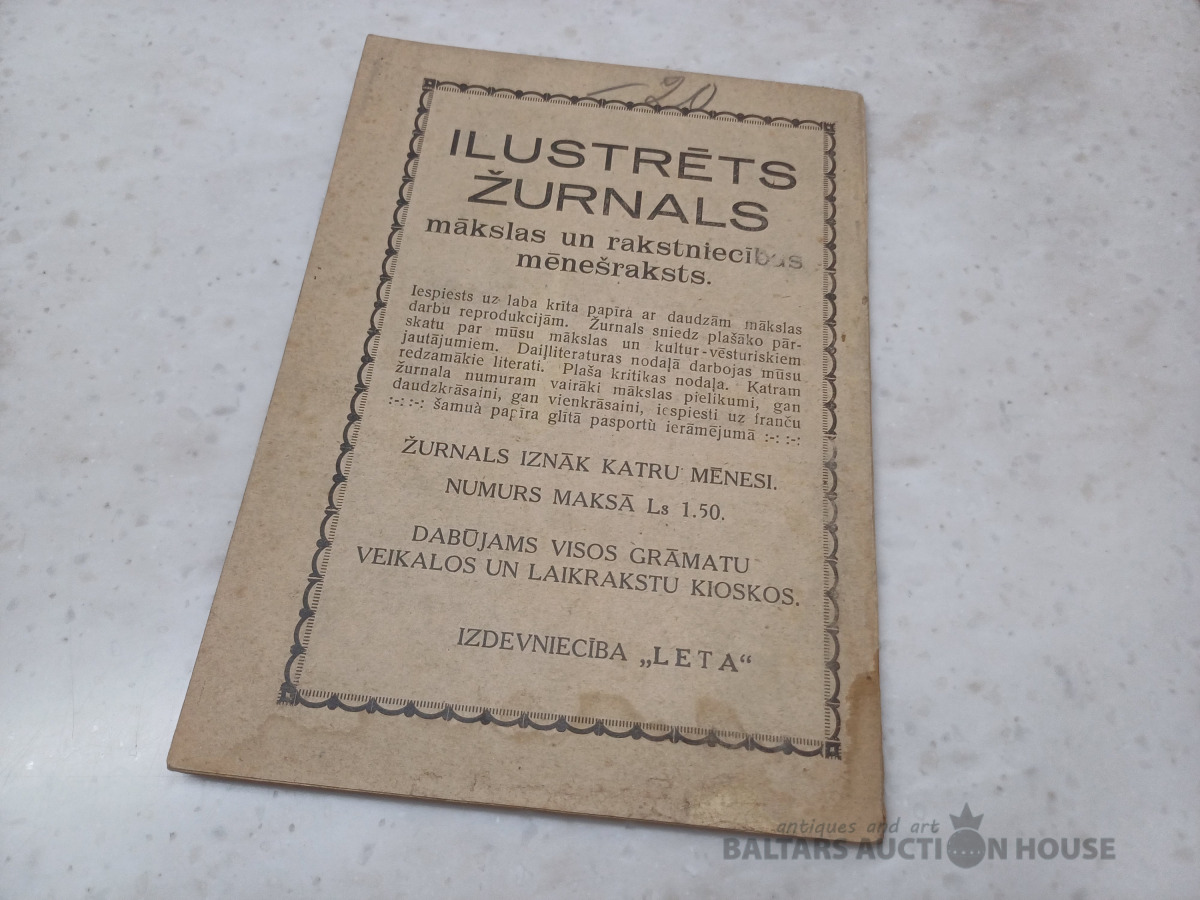 20
ILUSTRĒTS
ŽURNALS
mākslas un rakstniecības
mēnešraksts.
Iespiests uz laba krīta papīra ar daudzām mākslas
darbu reprodukcijām. Žurnals sniedz plašāko pār-
skatu par mūsu mākslas un kultur-vēsturiskiem
jautājumiem. Daiļliteraturas nodaļā darbojas mūsu
redzamākie literati. Plaša kritikas nodaļa. Katram
žurnala numuram vairāki mākslas pielikumi, gan
daudzkrāsaini, gan vienkrāsaini, iespiesti uz franču
:-: :-: šamuà papīra glītā pasportù ierāmējumā :-: :-:
ŽURNALS IZNĀK KATRU MĒNESI.
NUMURS MAKSĀ Ls 1.50.
DABŪJAMS VISOS GRĀMATU
VEIKALOS UN LAIKRAKSTU KIOSKOS.
IZDEVNIECĪBA „LETA“
antiques and art
BALTARS AUCTION HOUSE